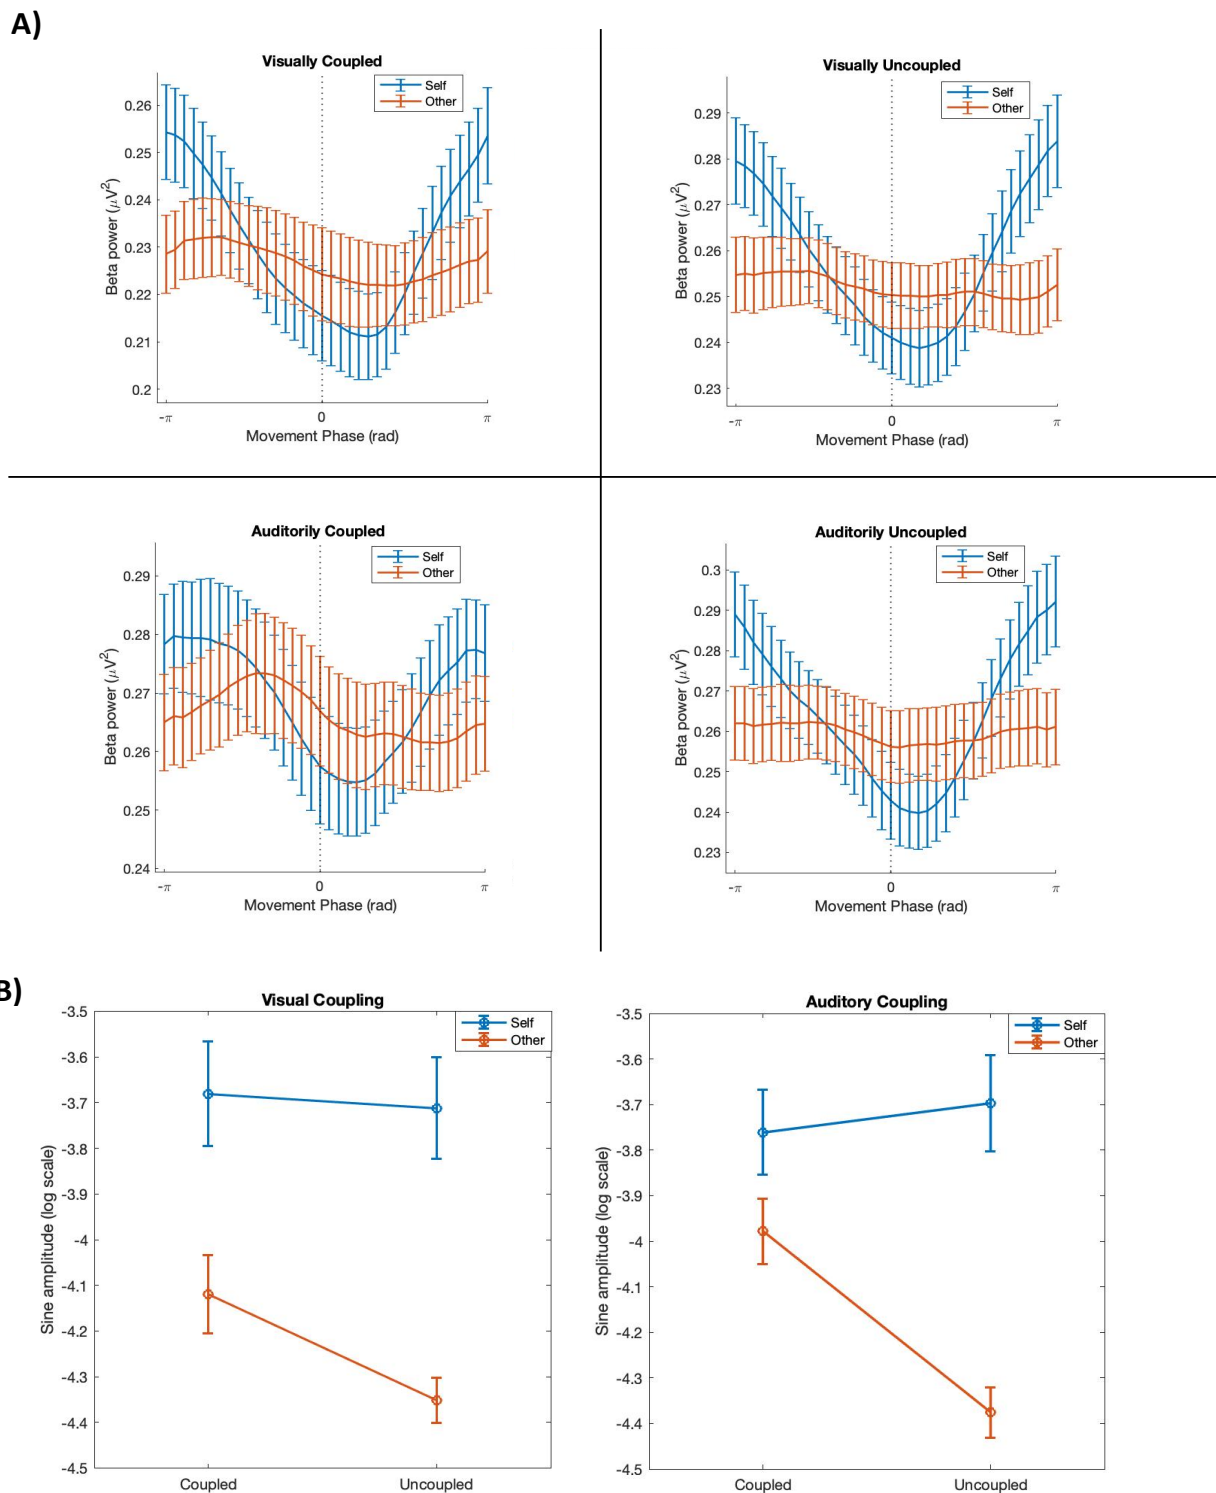 A)
Visually Coupled
Self
Other
0.26
0.25
0.24
0.23
0.22
0.21
0.2
Beta power (μV²)
-π 0 π
Movement Phase (rad)
Visually Uncoupled
Self
Other
0.29
0.28
0.27
0.26
0.25
0.24
0.23
Beta power (μV²)
-π 0 π
Movement Phase (rad)
Auditorily Coupled
Self
Other
0.29
0.28
0.27
0.26
0.25
0.24
Beta power (μV²)
-π 0 π
Movement Phase (rad)
Auditorily Uncoupled
Self
Other
0.3
0.29
0.28
0.27
0.26
0.25
0.24
0.23
Beta power (μV²)
-π 0 π
Movement Phase (rad)
B)
Visual Coupling
Self
Other
-3.5
-3.6
-3.7
-3.8
-3.9
-4
-4.1
-4.2
-4.3
-4.4
-4.5
Sine amplitude (log scale)
Coupled Uncoupled
Auditory Coupling
Self
Other
-3.5
-3.6
-3.7
-3.8
-3.9
-4
-4.1
-4.2
-4.3
-4.4
-4.5
Sine amplitude (log scale)
Coupled Uncoupled